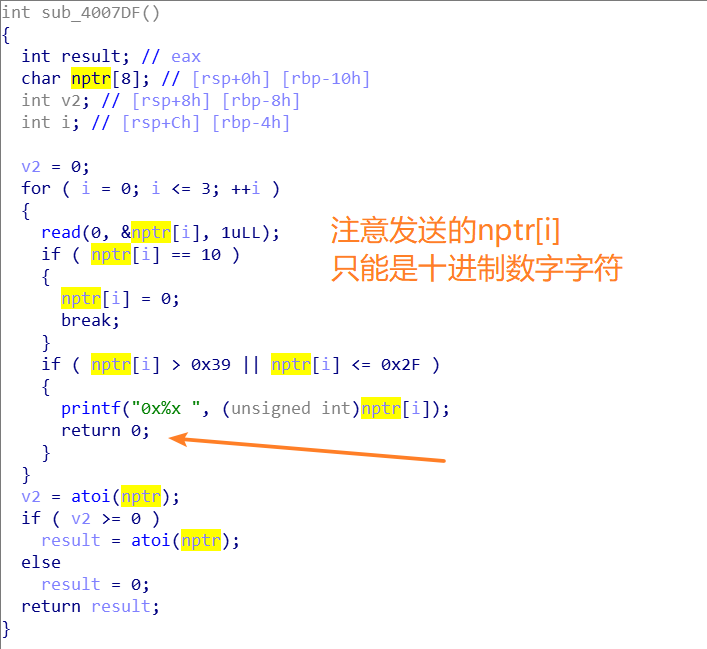 int sub_4007DF()
{
  int result; // eax
  char nptr[8]; // [rsp+0h] [rbp-10h]
  int v2; // [rsp+8h] [rbp-8h]
  int i; // [rsp+Ch] [rbp-4h]

  v2 = 0;
  for ( i = 0; i <= 3; ++i )
  {
    read(0, &nptr[i], 1uLL);
    if ( nptr[i] == 10 )
    {
      nptr[i] = 0;
      break;
    }
    if ( nptr[i] > 0x39 || nptr[i] <= 0x2F )
    {
      printf("0x%x ", (unsigned int)nptr[i]);
      return 0;
    }
  }
  v2 = atoi(nptr);
  if ( v2 >= 0 )
    result = atoi(nptr);
  else
    result = 0;
  return result;
}
注意发送的nptr[i]
只能是十进制数字字符